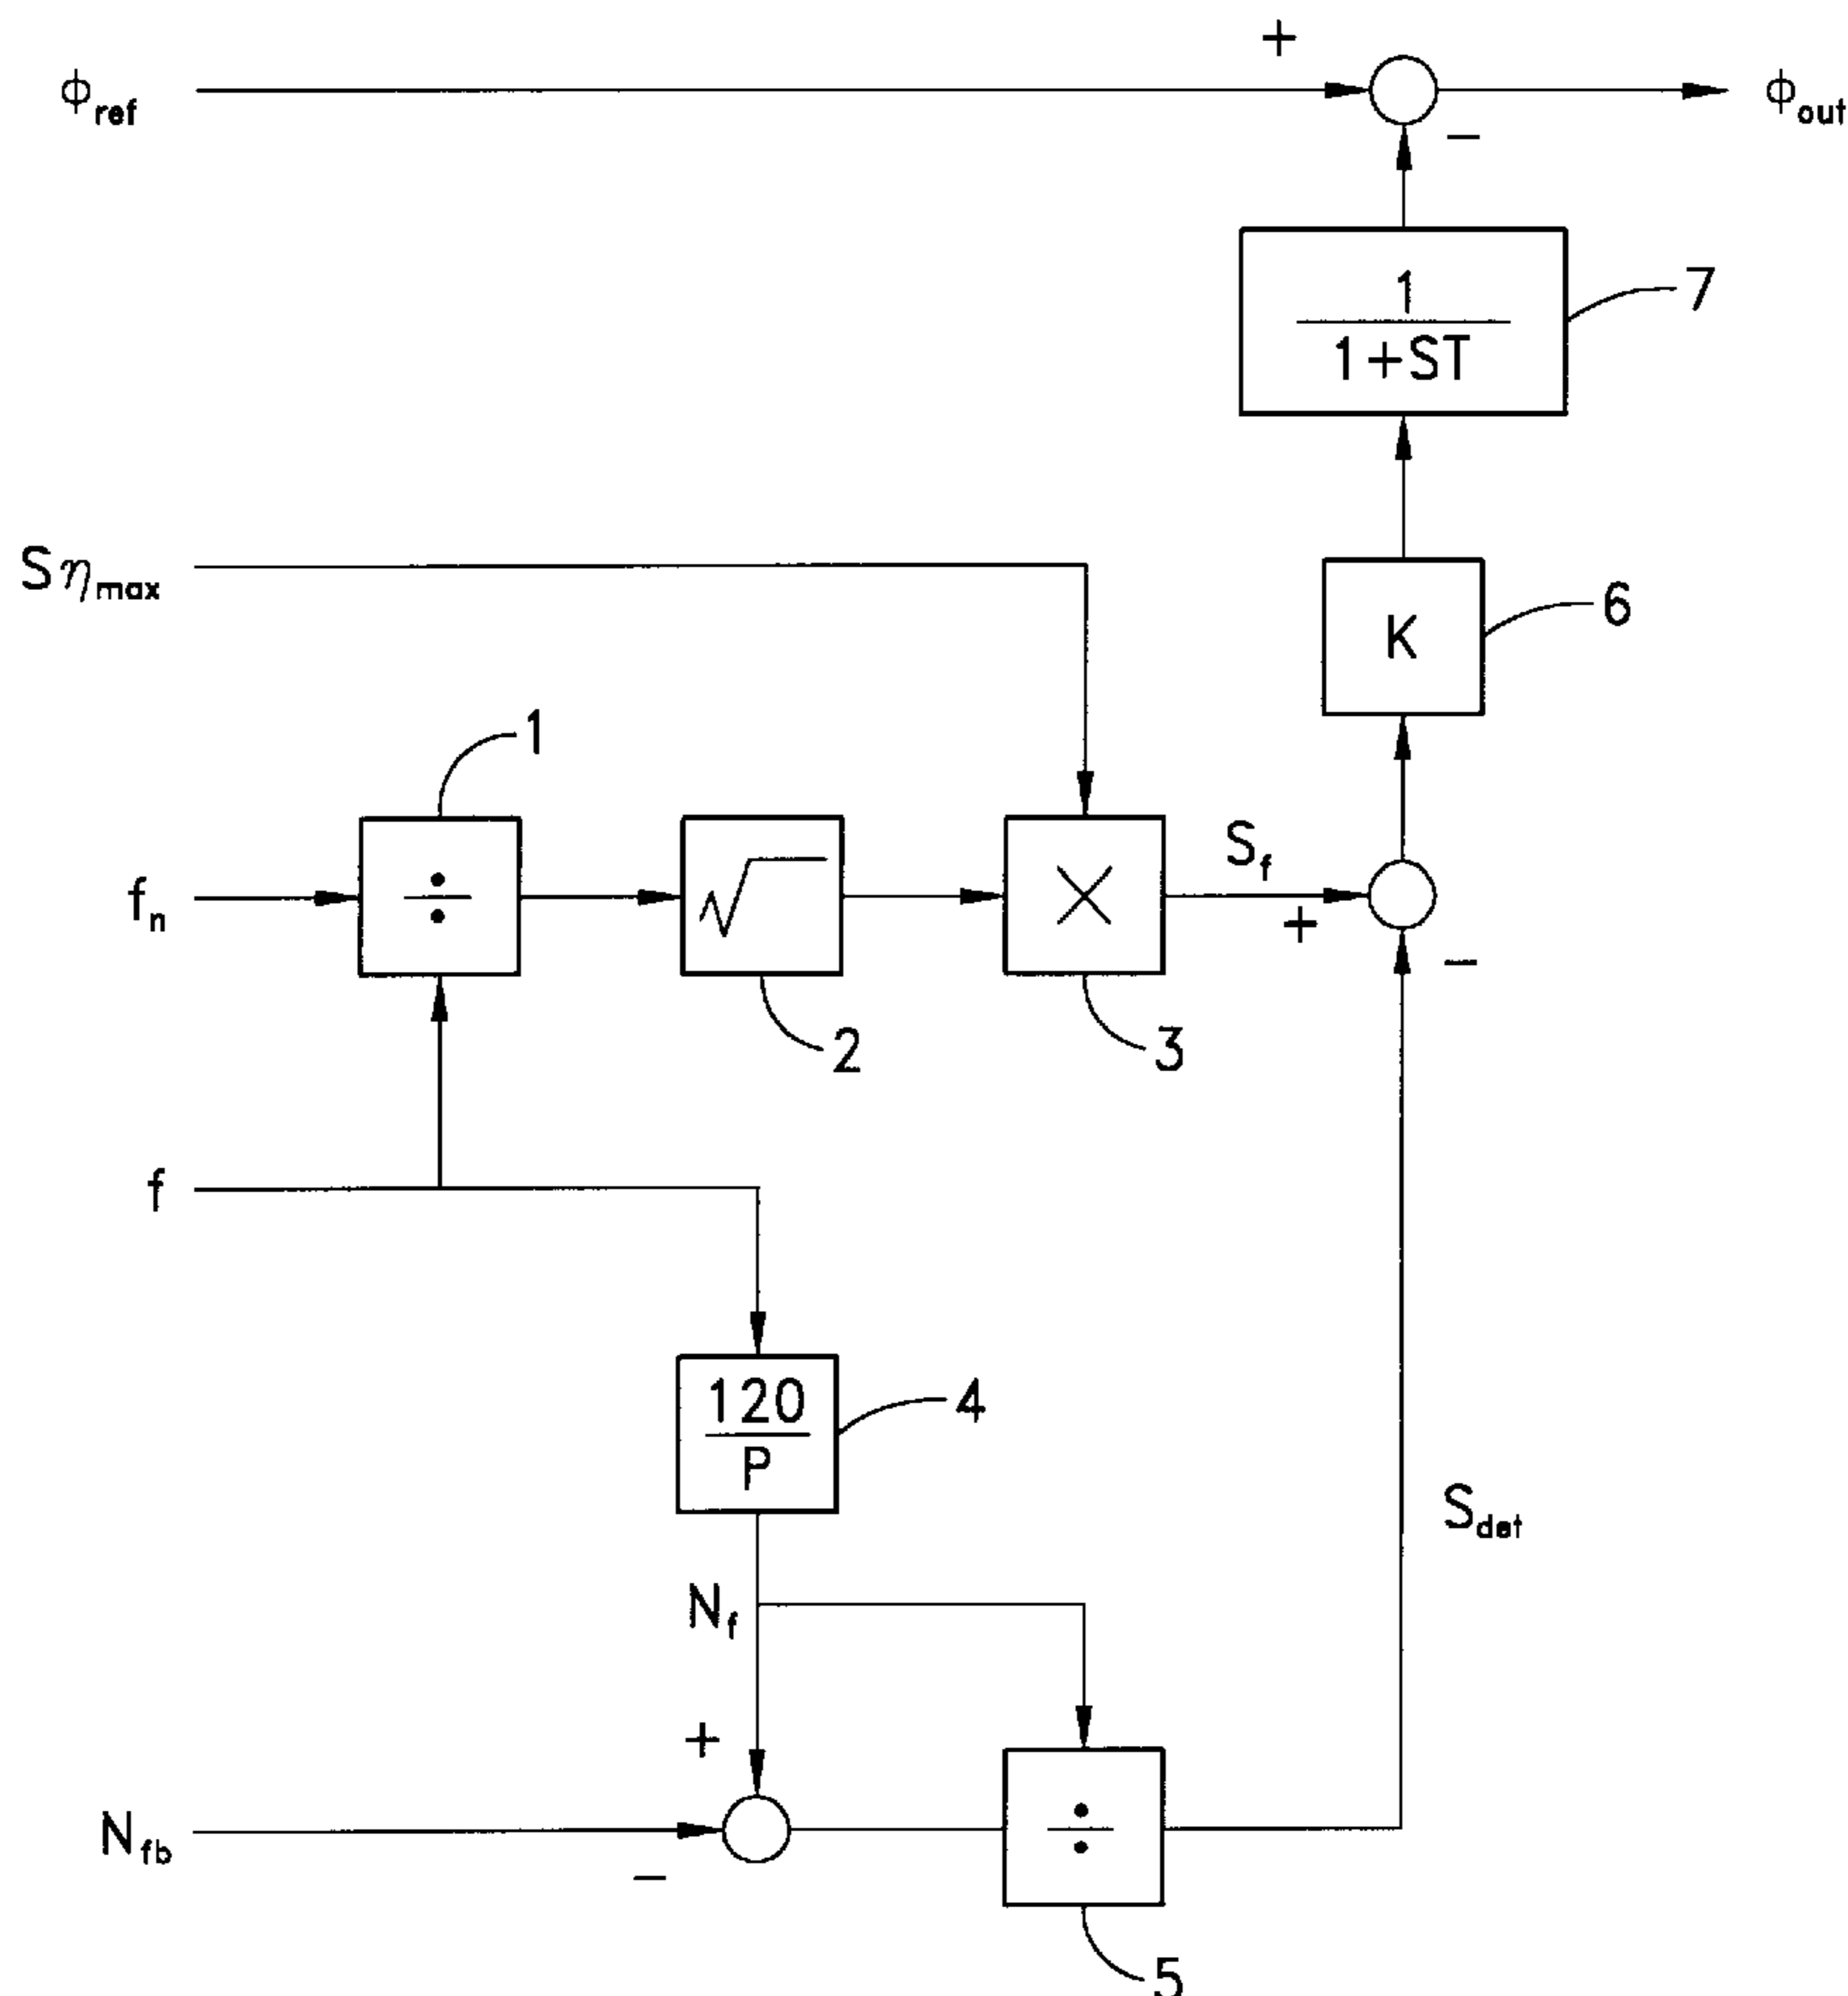 +
ϕref
ϕout
−
1
1+ST
7
Sηmax
K
6
1
÷
√
×
fn
Sf
+
−
2
3
f
120
P
4
Sdet
Nf
+
Nfb
−
÷
5